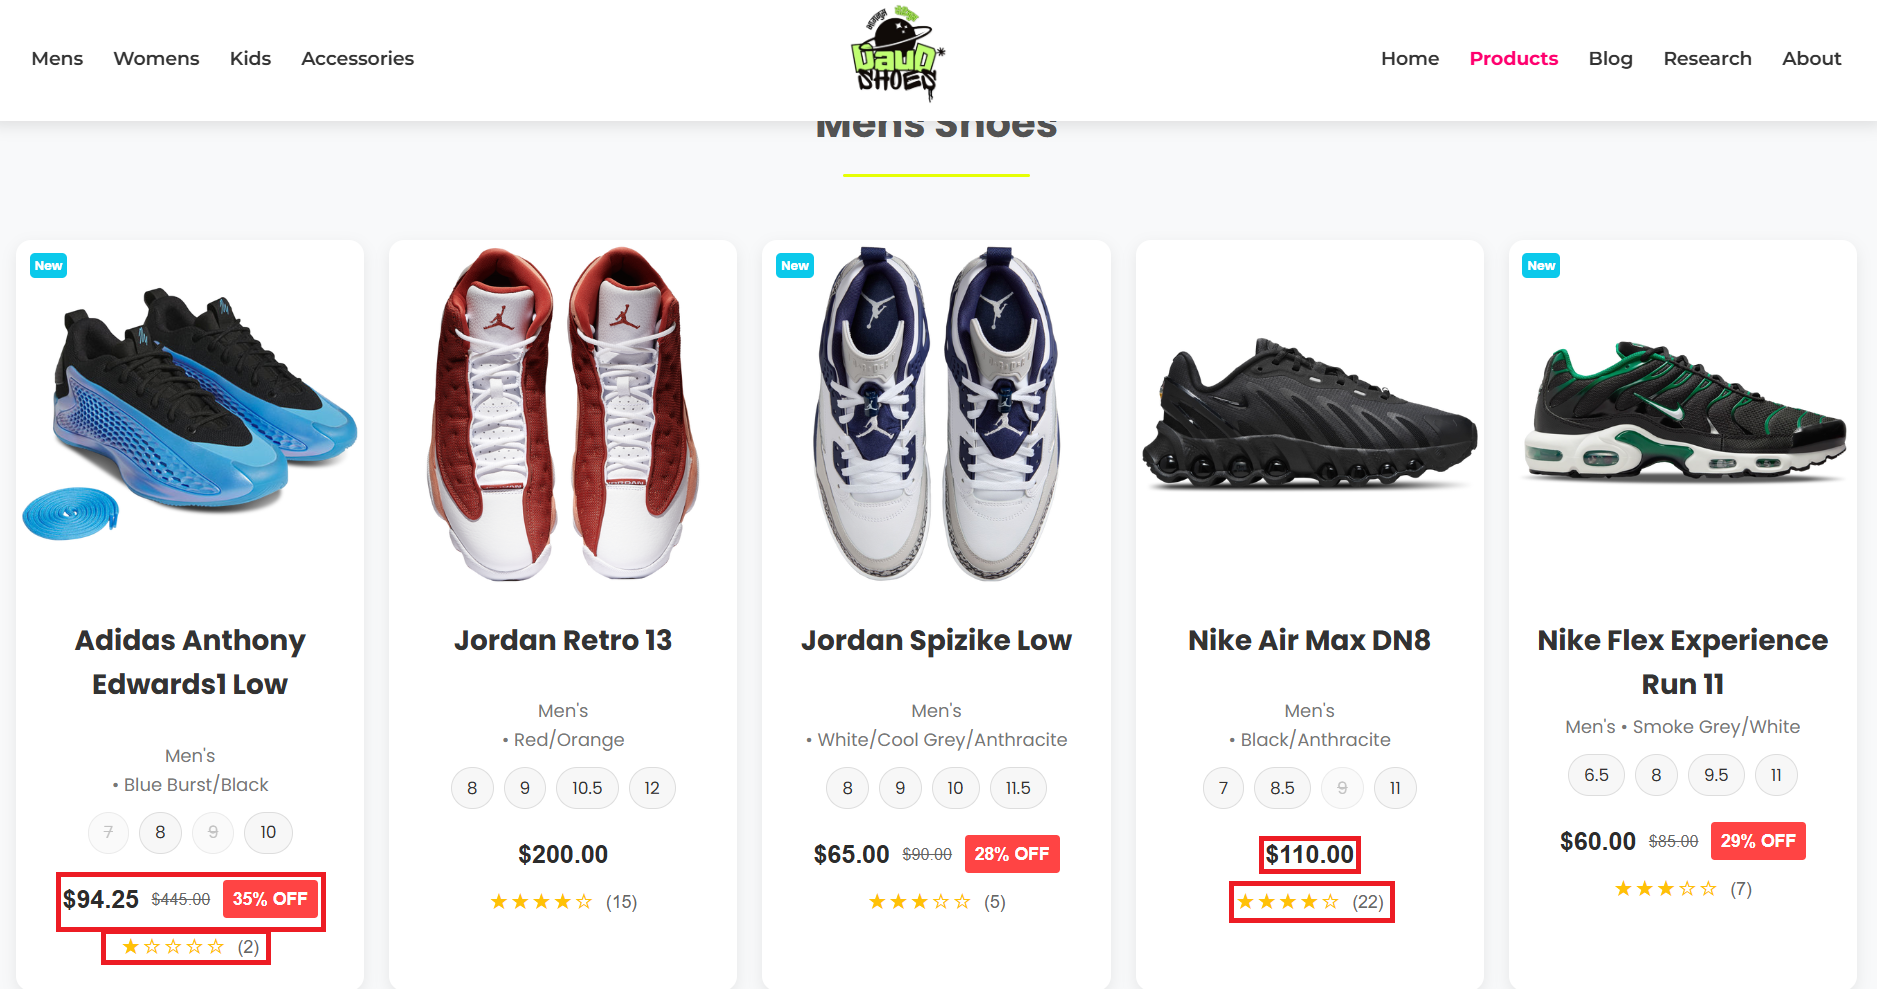 Mens Womens Kids Accessories
DavD
SHOES
Home Products Blog Research About
Mens Shoes
New
Adidas Anthony
Edwards1 Low
Men's
• Blue Burst/Black
7 8 9 10
$94.25 $445.00 35% OFF
★☆☆☆☆ (2)
Jordan Retro 13
Men's
• Red/Orange
8 9 10.5 12
$200.00
★★★★☆ (15)
New
Jordan Spizike Low
Men's
• White/Cool Grey/Anthracite
8 9 10 11.5
$65.00 $90.00 28% OFF
★★★☆☆ (5)
Nike Air Max DN8
Men's
• Black/Anthracite
7 8.5 9 11
$110.00
★★★★☆ (22)
New
Nike Flex Experience
Run 11
Men's • Smoke Grey/White
6.5 8 9.5 11
$60.00 $85.00 29% OFF
★★★☆☆ (7)